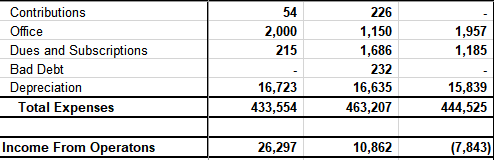 Contributions 54 226 -
Office 2,000 1,150 1,957
Dues and Subscriptions 215 1,686 1,185
Bad Debt - 232 -
Depreciation 16,723 16,635 15,839
Total Expenses 433,554 463,207 444,525
Income From Operatons 26,297 10,862 (7,843)